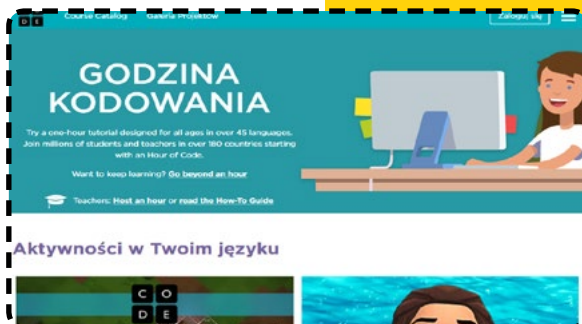 D E
Course Catalog Galeria Projektów Zaloguj się
GODZINA
KODOWANIA
Try a one-hour tutorial designed for all ages in over 45 languages.
Join millions of students and teachers in over 180 countries starting
with an Hour of Code.
Want to keep learning? Go beyond an hour
Teachers: Host an hour or read the How-To Guide
Aktywności w Twoim języku
C O
D E